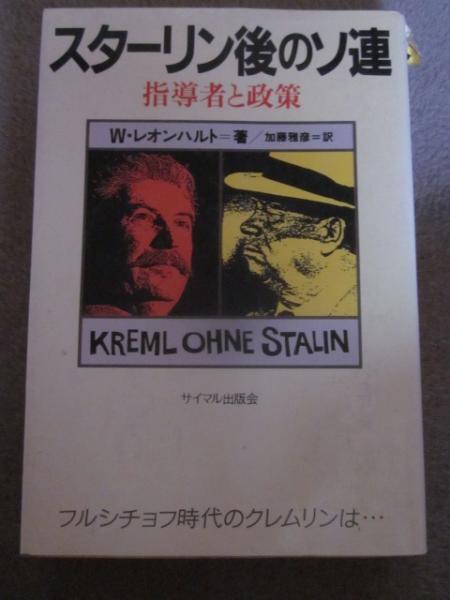 スターリン後のソ連
指導者と政策
W・レオンハルト=著/加藤雅彦=訳
KREML OHNE STALIN
サイマル出版会
フルシチョフ時代のクレムリンは…